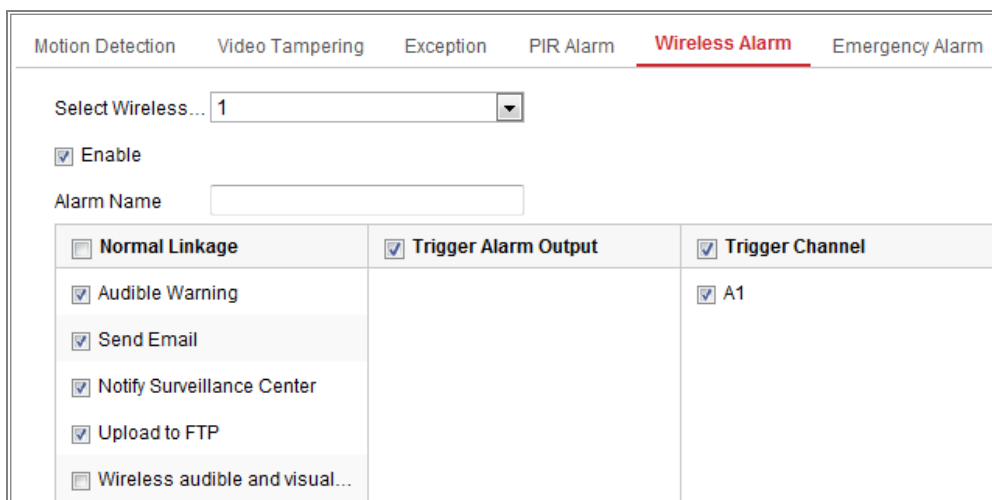 Motion Detection Video Tampering Exception PIR Alarm Wireless Alarm Emergency Alarm
Select Wireless... 1
Enable
Alarm Name
Normal Linkage Trigger Alarm Output Trigger Channel
Audible Warning A1
Send Email
Notify Surveillance Center
Upload to FTP
Wireless audible and visual...